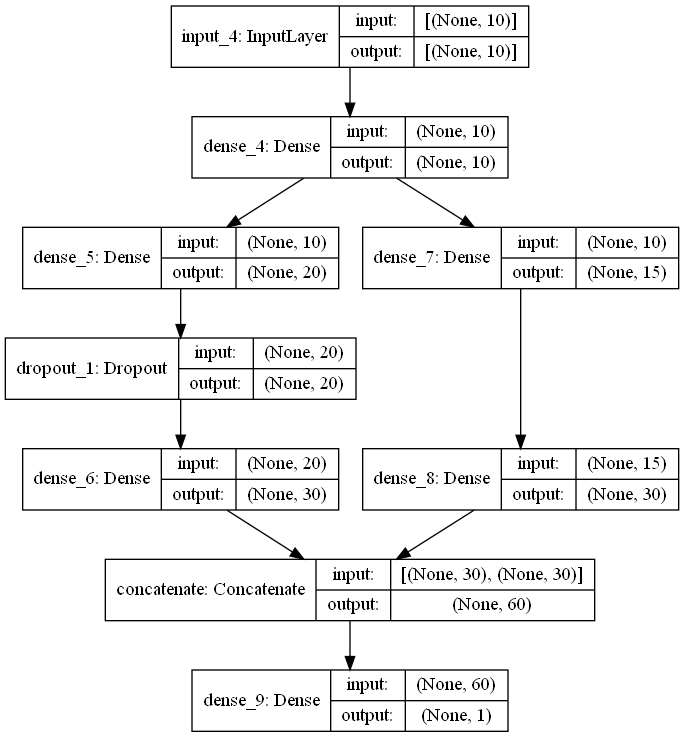 input_4: InputLayer
input: [(None, 10)]
output: [(None, 10)]
dense_4: Dense
input: (None, 10)
output: (None, 10)
dense_5: Dense
input: (None, 10)
output: (None, 20)
dense_7: Dense
input: (None, 10)
output: (None, 15)
dropout_1: Dropout
input: (None, 20)
output: (None, 20)
dense_6: Dense
input: (None, 20)
output: (None, 30)
dense_8: Dense
input: (None, 15)
output: (None, 30)
concatenate: Concatenate
input: [(None, 30), (None, 30)]
output: (None, 60)
dense_9: Dense
input: (None, 60)
output: (None, 1)